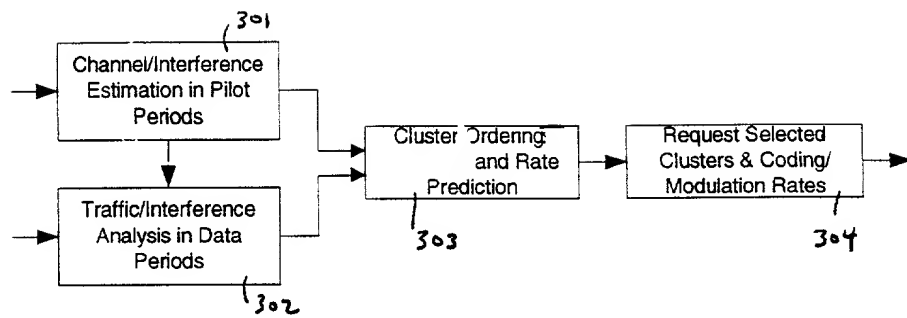 301
Channel/Interference
Estimation in Pilot
Periods
Traffic/Interference
Analysis in Data
Periods
302
Cluster Ordering
and Rate
Prediction
303
Request Selected
Clusters & Coding/
Modulation Rates
304